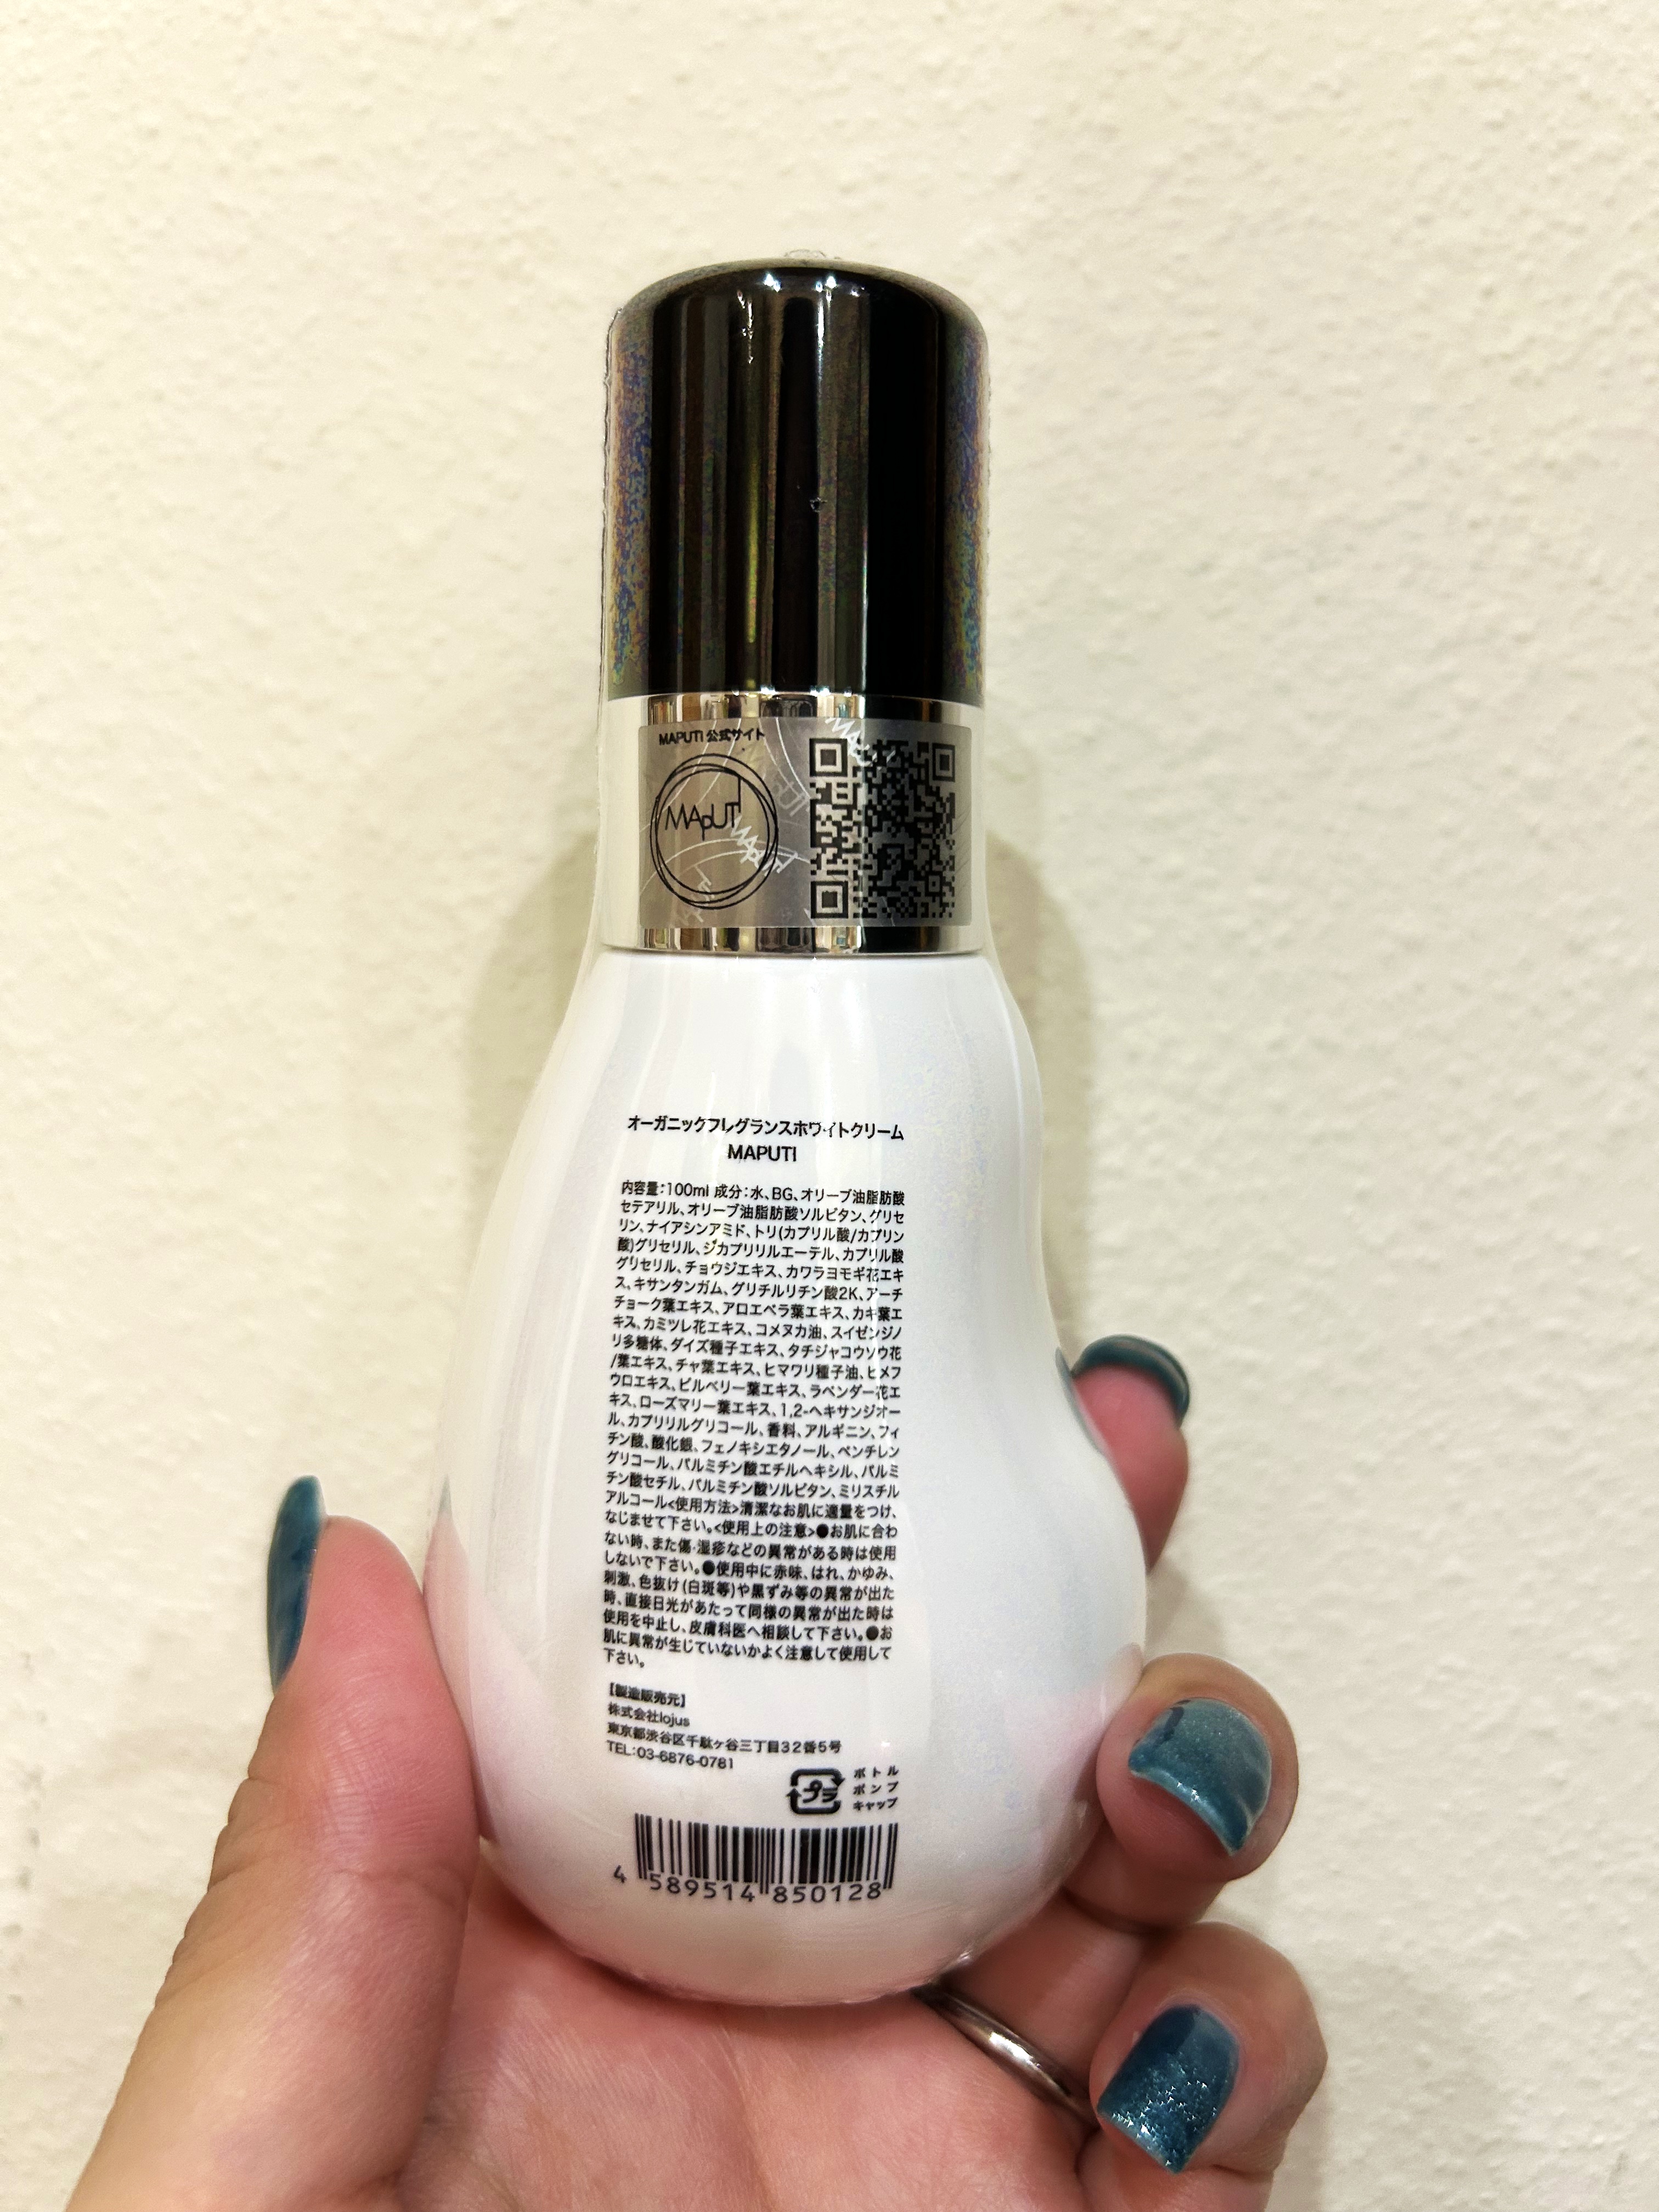 MAPUTI 公式サイト
MAPUTI
オーガニックフレグランスホワイトクリーム
MAPUTI
内容量:100ml 成分:水、BG、オリーブ油脂肪酸
セテアリル、オリーブ油脂肪酸ソルビタン、グリセ
リン、ナイアシンアミド、トリ(カプリル酸/カプリン
酸)グリセリル、ジカプリリルエーテル、カプリル酸
グリセリル、チョウジエキス、カワラヨモギ花エキ
ス、キサンタンガム、グリチルリチン酸2K、アーチ
チョーク葉エキス、アロエベラ葉エキス、カキ葉エ
キス、カミツレ花エキス、コメヌカ油、スイゼンジノ
リ多糖体、ダイズ種子エキス、タチジャコウソウ花
/葉エキス、チャ葉エキス、ヒマワリ種子油、ヒメフ
ウロエキス、ビルベリー葉エキス、ラベンダー花エ
キス、ローズマリー葉エキス、1,2-ヘキサンジオー
ル、カプリリルグリコール、香料、アルギニン、フィ
チン酸、酸化銀、フェノキシエタノール、ペンチレン
グリコール、パルミチン酸エチルヘキシル、パルミ
チン酸セチル、パルミチン酸ソルビタン、ミリスチル
アルコール<使用方法>清潔なお肌に適量をつけ、
なじませて下さい。<使用上の注意>●お肌に合わ
ない時、また傷・湿疹などの異常がある時は使用
しないで下さい。●使用中に赤味、はれ、かゆみ、
刺激、色抜け(白斑等)や黒ずみ等の異常が出た
時、直接日光があたって同様の異常が出た時は
使用を中止し、皮膚科医へ相談して下さい。●お
肌に異常が生じていないかよく注意して使用して
下さい。
【製造販売元】
株式会社lojus
東京都渋谷区千駄ヶ谷三丁目32番5号
TEL:03-6876-0781
プラ
ボトル
ポンプ
キャップ
4 589514 850128